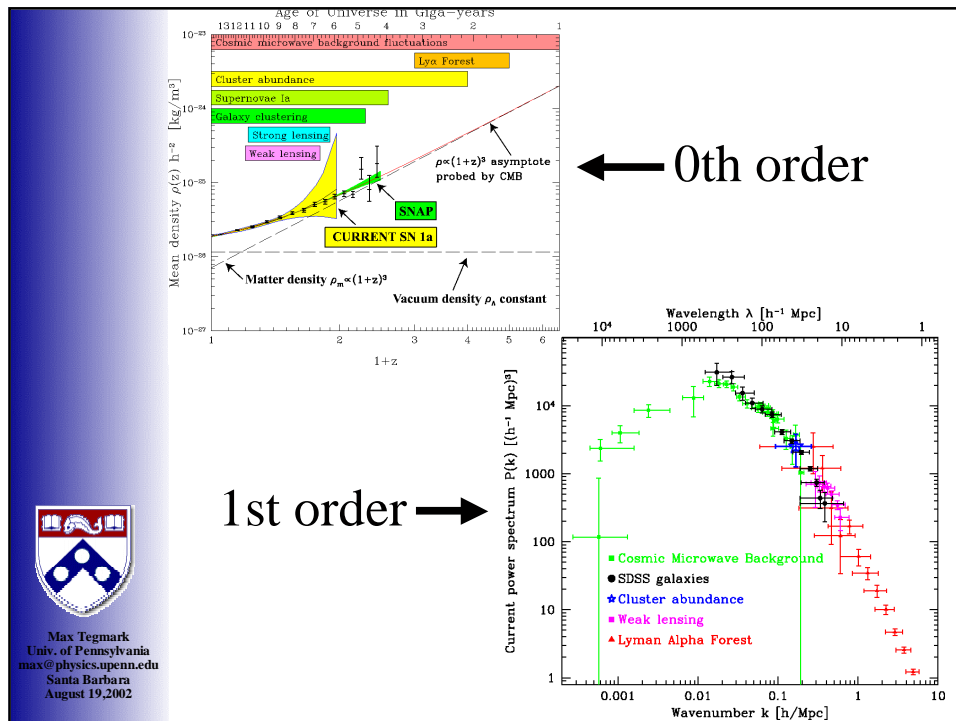 Age of Universe in Giga-years
13 12 11 10 9 8 7 6 5 4 3 2 1
10⁻²³
10⁻²⁴
10⁻²⁵
10⁻²⁶
10⁻²⁷
Mean density ρ(z) h⁻² [kg/m³]
Cosmic microwave background fluctuations
Lyα Forest
Cluster abundance
Supernovae Ia
Galaxy clustering
Strong lensing
Weak lensing
ρ∝(1+z)³ asymptote
probed by CMB
SNAP
CURRENT SN 1a
Matter density ρₘ∝(1+z)³
Vacuum density ρ_Λ constant
1 2 3 4 5 6
1+z
0th order
1st order
Wavelength λ [h⁻¹ Mpc]
10⁴ 1000 100 10 1
Current power spectrum P(k) [(h⁻¹ Mpc)³]
10⁴
1000
100
10
1
Cosmic Microwave Background
SDSS galaxies
Cluster abundance
Weak lensing
Lyman Alpha Forest
0.001 0.01 0.1 1 10
Wavenumber k [h/Mpc]
Max Tegmark
Univ. of Pennsylvania
max@physics.upenn.edu
Santa Barbara
August 19,2002